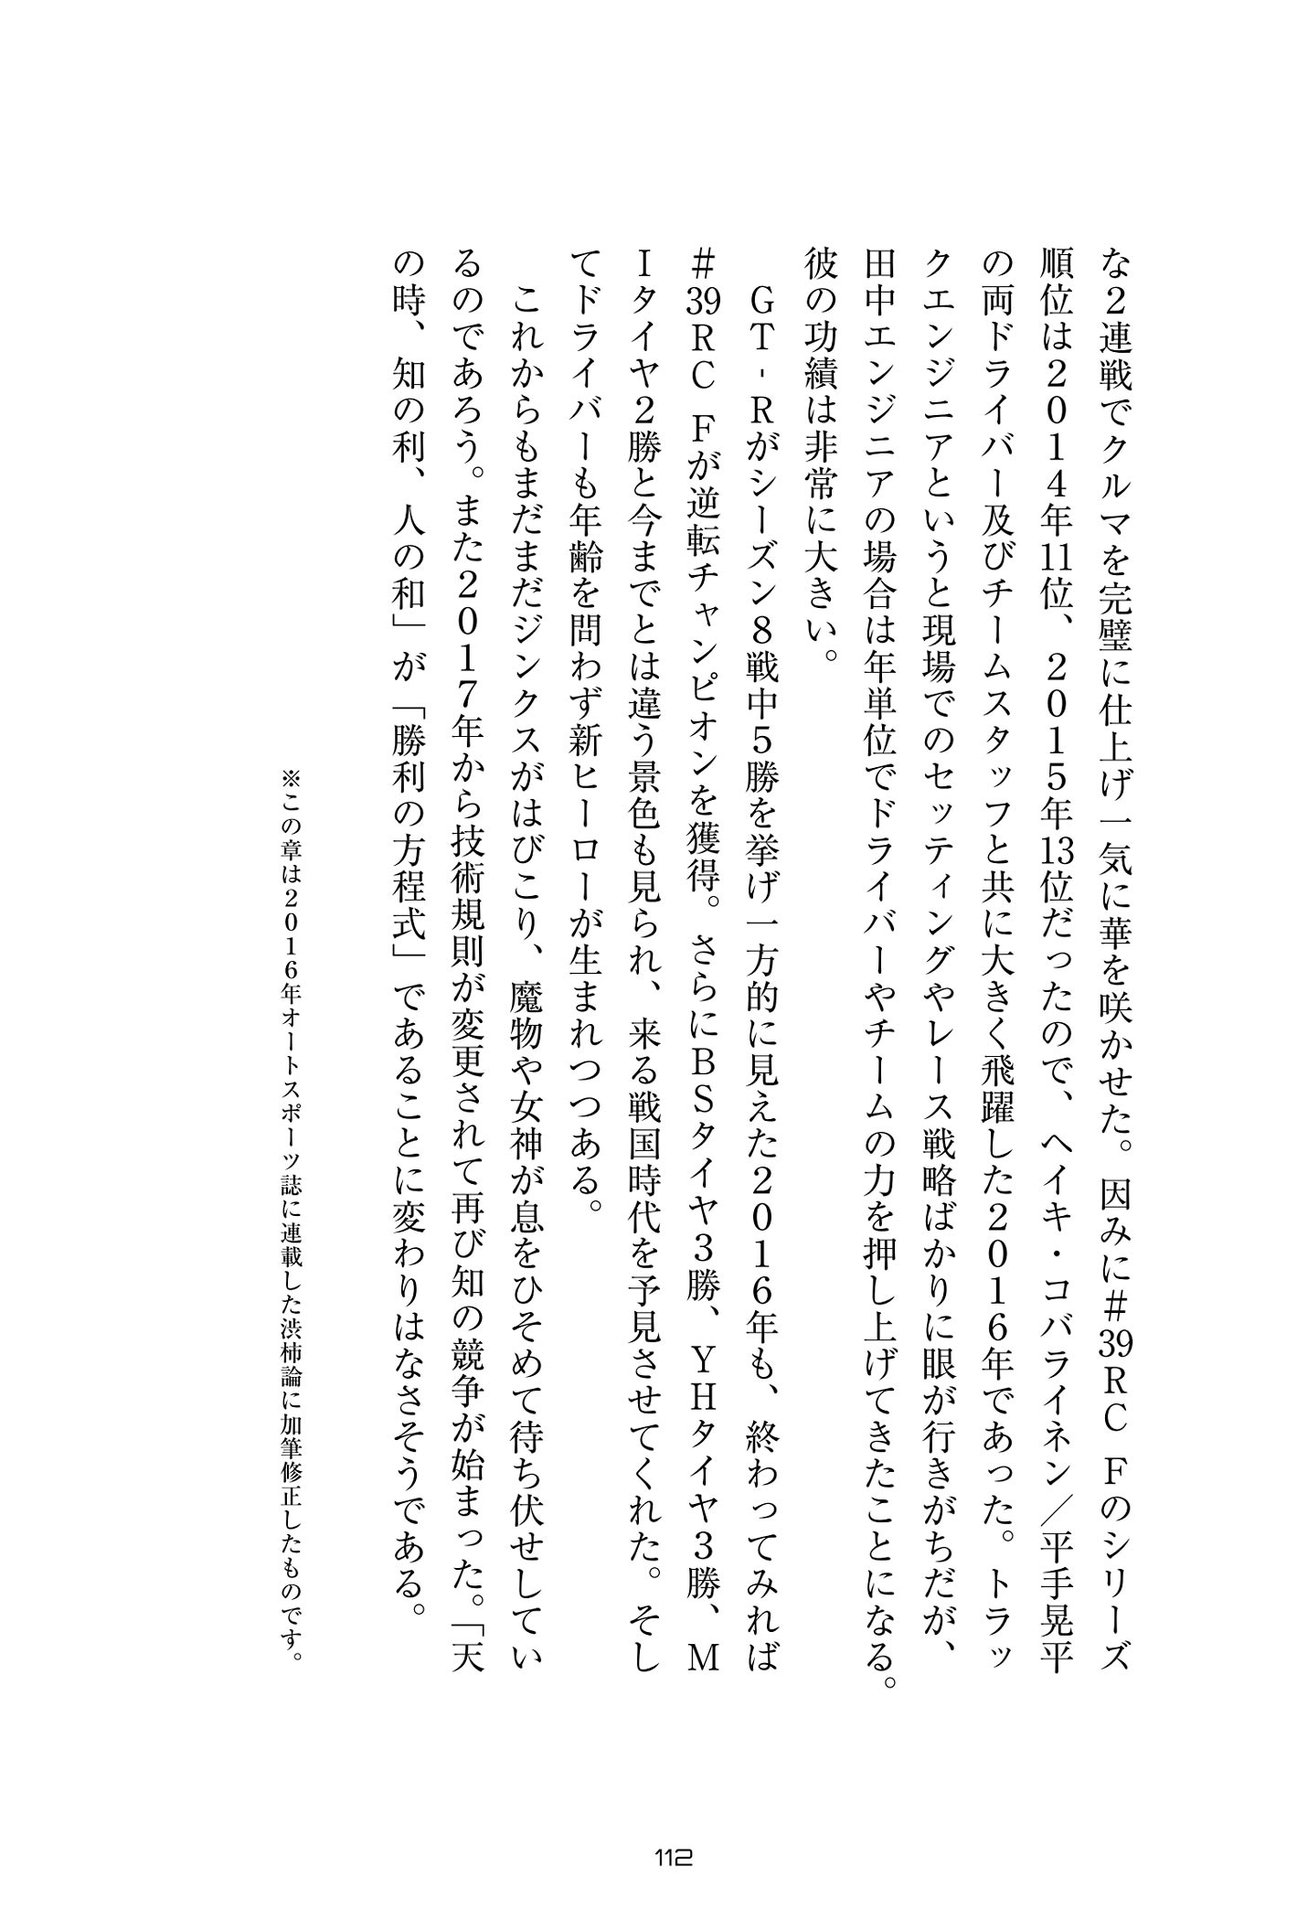 な２連戦でクルマを完璧に仕上げ一気に華を咲かせた。因みに＃39ＲＣ Ｆのシリーズ
順位は２０１４年11位、２０１５年13位だったので、ヘイキ・コバライネン／平手晃平
の両ドライバー及びチームスタッフと共に大きく飛躍した２０１６年であった。トラッ
クエンジニアというと現場でのセッティングやレース戦略ばかりに眼が行きがちだが、
田中エンジニアの場合は年単位でドライバーやチームの力を押し上げてきたことになる。
彼の功績は非常に大きい。
　ＧＴ-Ｒがシーズン８戦中５勝を挙げ一方的に見えた２０１６年も、終わってみれば
＃39ＲＣ Ｆが逆転チャンピオンを獲得。さらにＢＳタイヤ３勝、ＹＨタイヤ３勝、Ｍ
Ｉタイヤ２勝と今までとは違う景色も見られ、来る戦国時代を予見させてくれた。そし
てドライバーも年齢を問わず新ヒーローが生まれつつある。
　これからもまだまだジンクスがはびこり、魔物や女神が息をひそめて待ち伏せしてい
るのであろう。また２０１７年から技術規則が変更されて再び知の競争が始まった。「天
の時、知の利、人の和」が「勝利の方程式」であることに変わりはなさそうである。
※この章は２０１６年オートスポーツ誌に連載した渋柿論に加筆修正したものです。
112